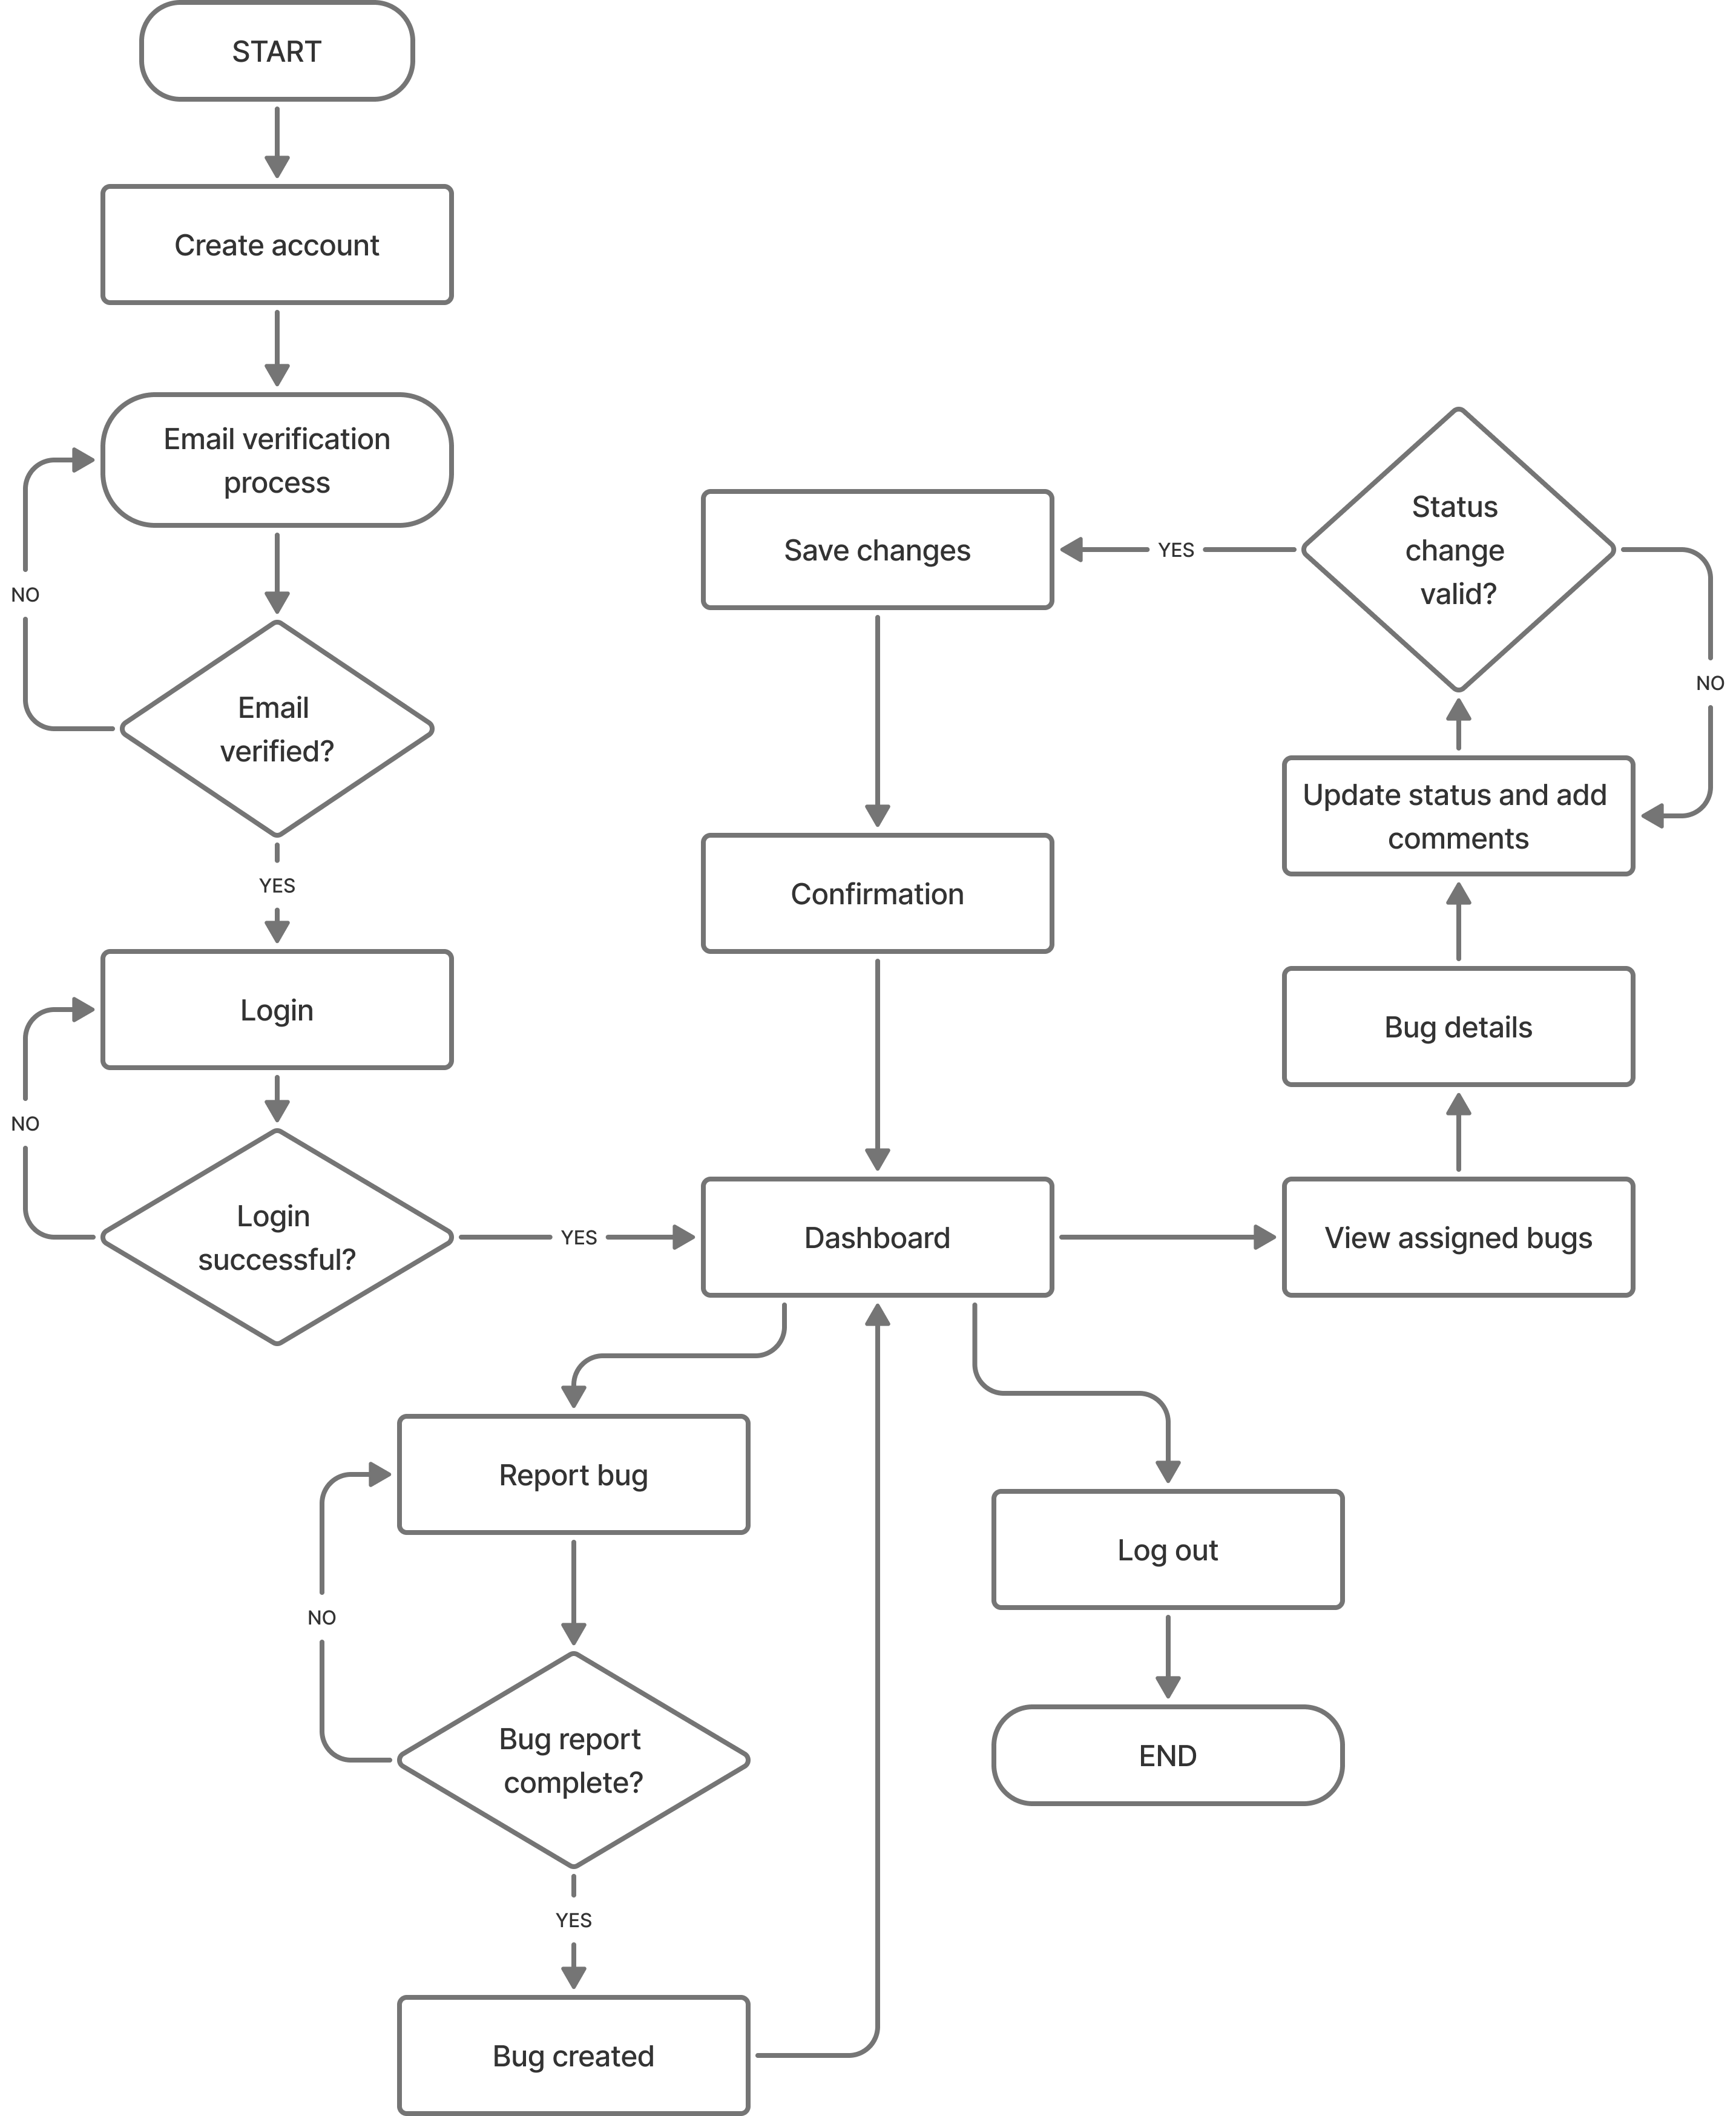 START
Create account
Email verification
process
NO
Email
verified?
YES
Login
NO
Login
successful?
YES
Dashboard
View assigned bugs
Bug details
Update status and add
comments
Status
change
valid?
NO
YES
Save changes
Confirmation
Report bug
NO
Bug report
complete?
YES
Bug created
Log out
END